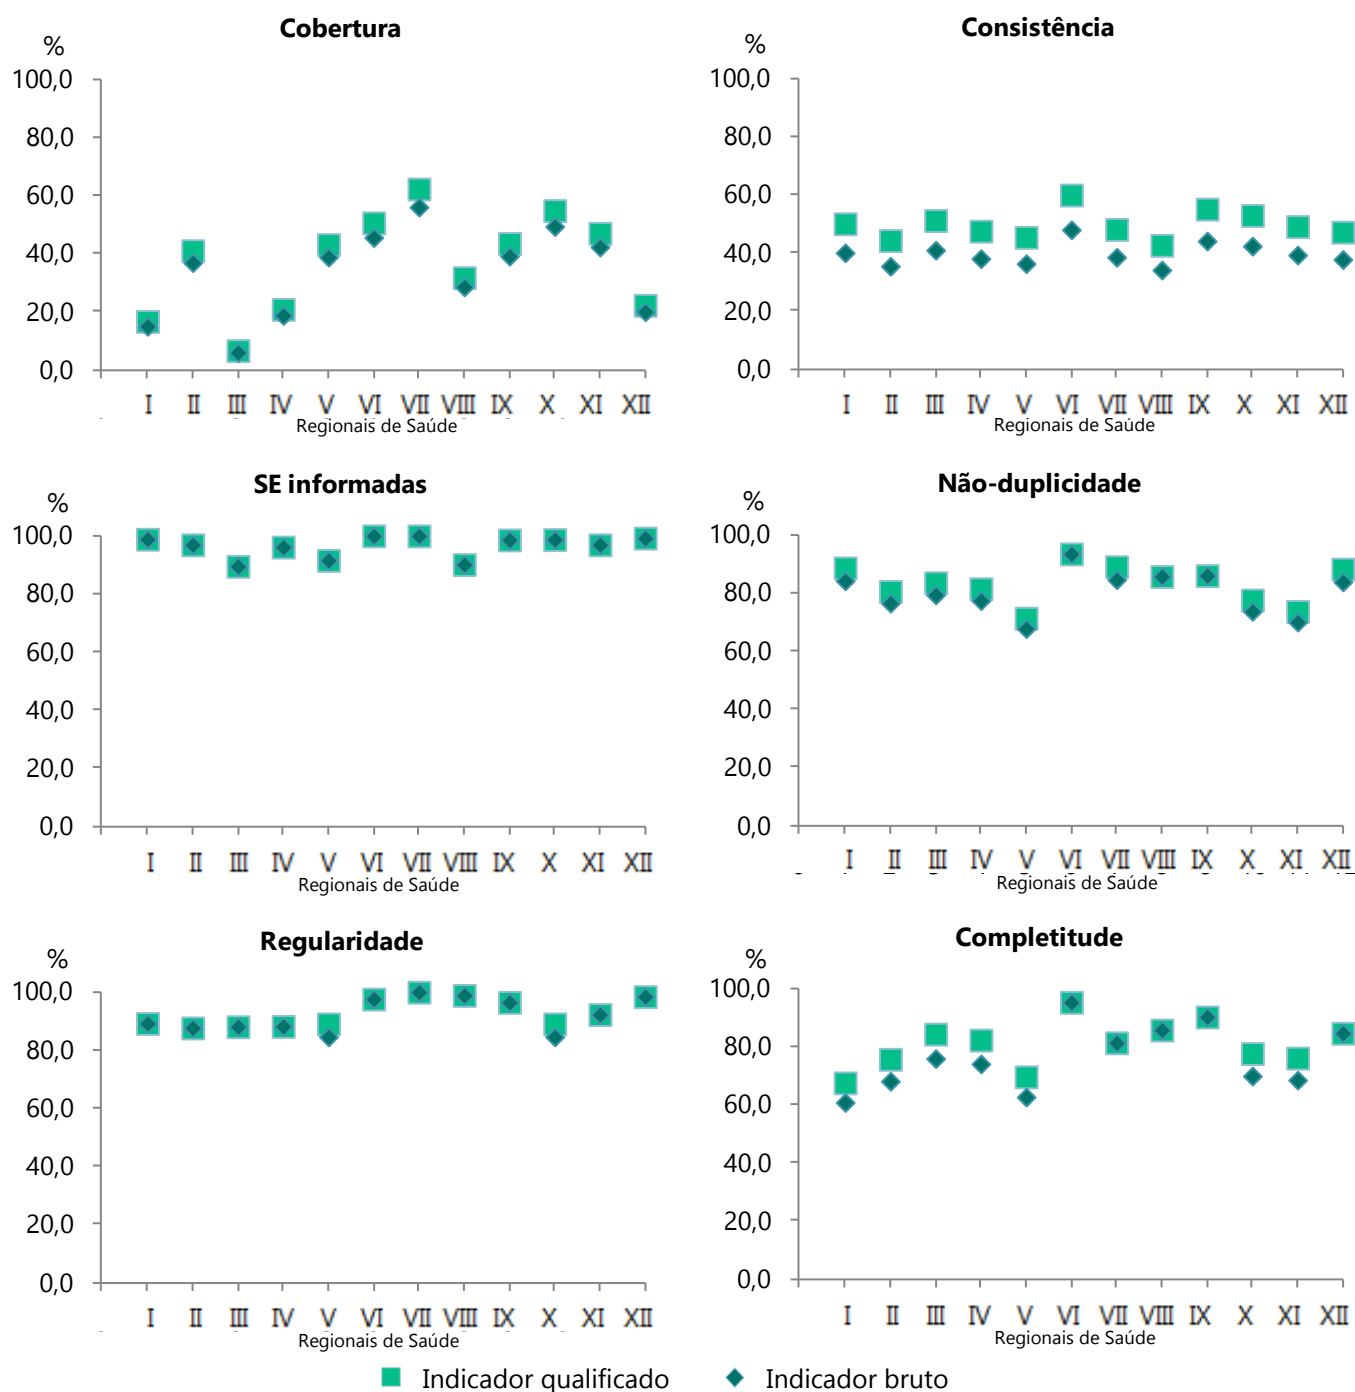 Cobertura
%
100,0
80,0
60,0
40,0
20,0
0,0
I II III IV V VI VII VIII IX X XI XII
Regionais de Saúde
Consistência
%
100,0
80,0
60,0
40,0
20,0
0,0
I II III IV V VI VII VIII IX X XI XII
Regionais de Saúde
SE informadas
%
100,0
80,0
60,0
40,0
20,0
0,0
I II III IV V VI VII VIII IX X XI XII
Regionais de Saúde
Não-duplicidade
%
100,0
80,0
60,0
40,0
20,0
0,0
I II III IV V VI VII VIII IX X XI XII
Regionais de Saúde
Regularidade
%
100,0
80,0
60,0
40,0
20,0
0,0
I II III IV V VI VII VIII IX X XI XII
Regionais de Saúde
Completitude
%
100,0
80,0
60,0
40,0
20,0
0,0
I II III IV V VI VII VIII IX X XI XII
Regionais de Saúde
Indicador qualificado Indicador bruto